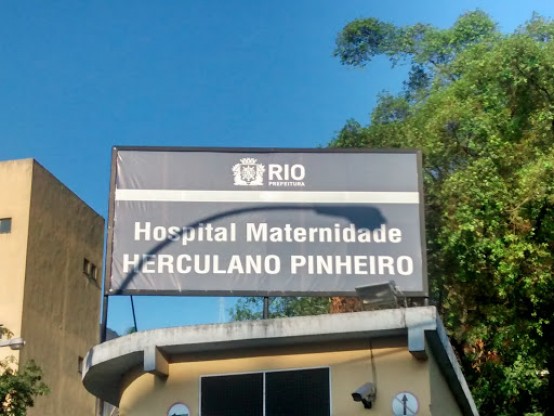 RIO
PREFEITURA
Hospital Maternidade
HERCULANO PINHEIRO